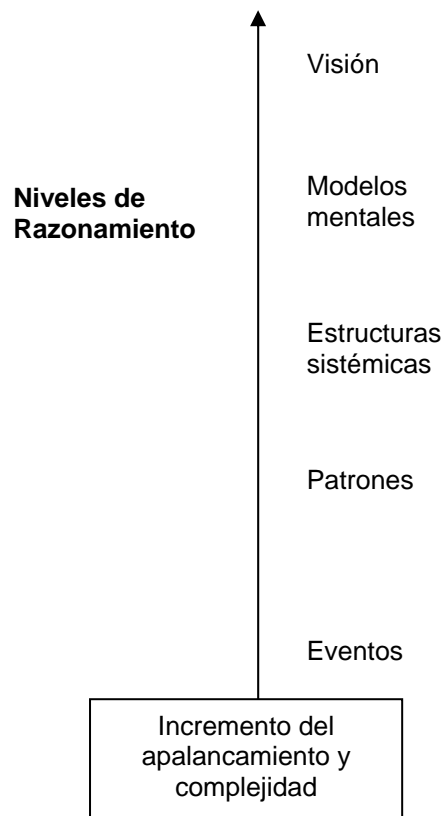 Visión
Modelos
mentales
Niveles de
Razonamiento
Estructuras
sistémicas
Patrones
Eventos
Incremento del
apalancamiento y
complejidad